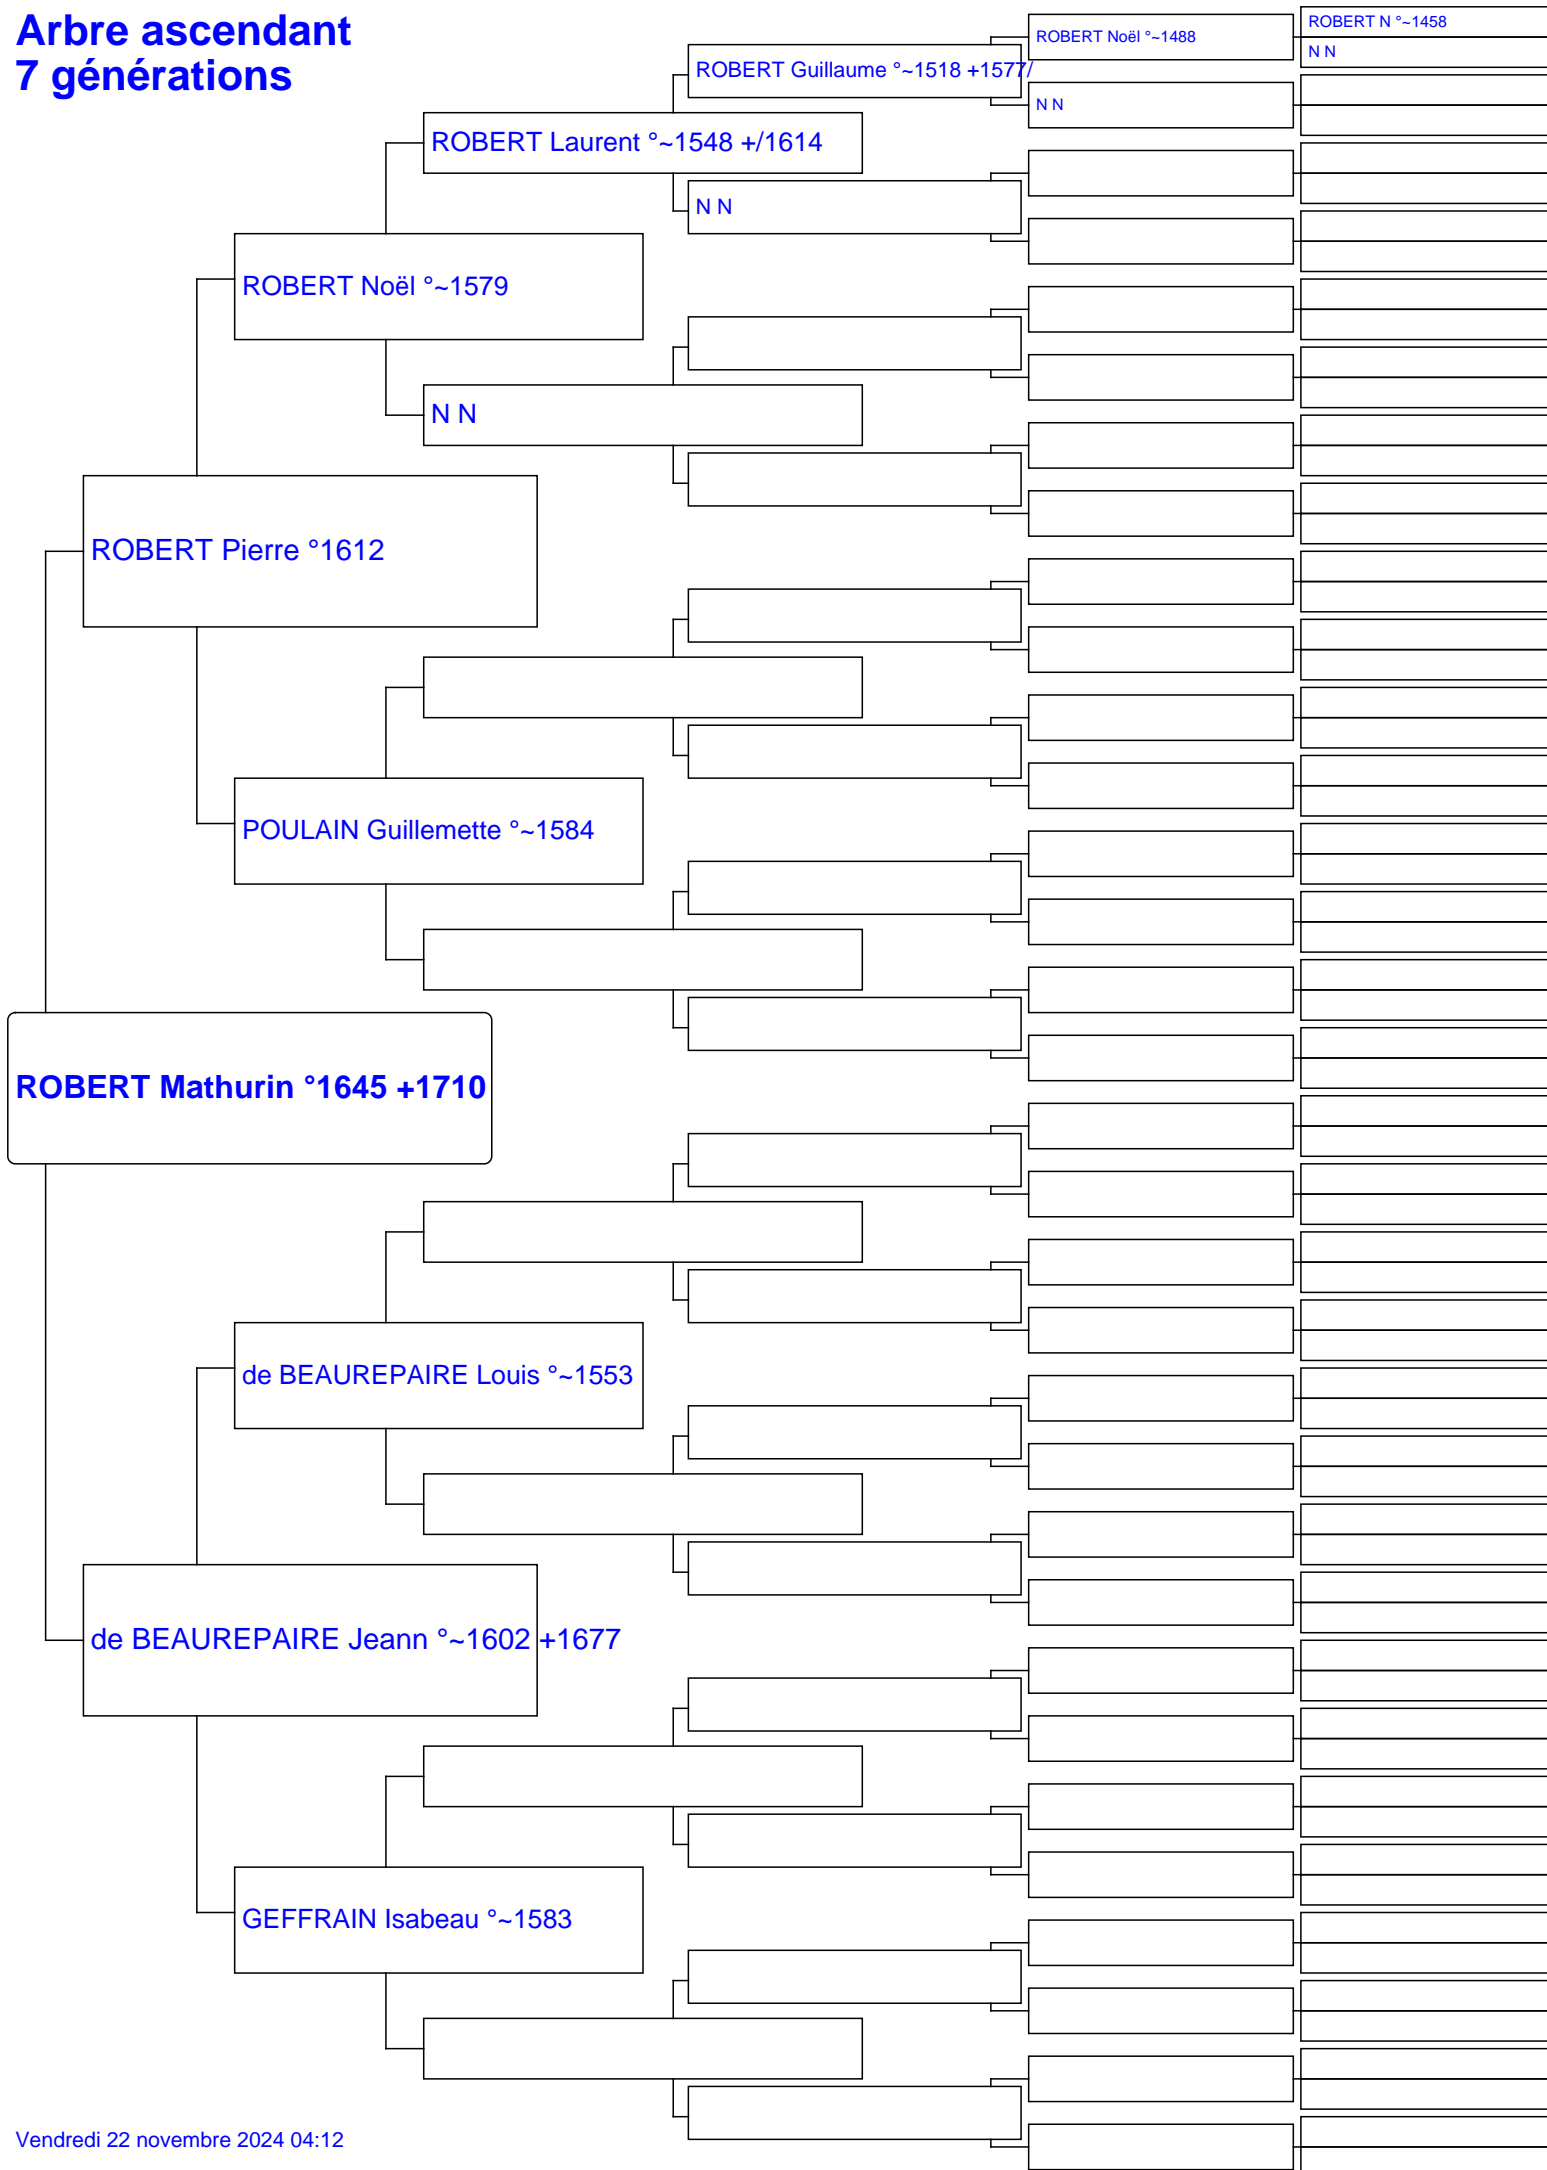 Arbre ascendant
7 générations
ROBERT N °~1458
ROBERT Noël °~1488
N N
ROBERT Guillaume °~1518 +1577/
N N
ROBERT Laurent °~1548 +/1614
N N
ROBERT Noël °~1579
N N
ROBERT Pierre °1612
POULAIN Guillemette °~1584
ROBERT Mathurin °1645 +1710
de BEAUREPAIRE Louis °~1553
de BEAUREPAIRE Jeann °~1602 +1677
GEFFRAIN Isabeau °~1583
Vendredi 22 novembre 2024 04:12